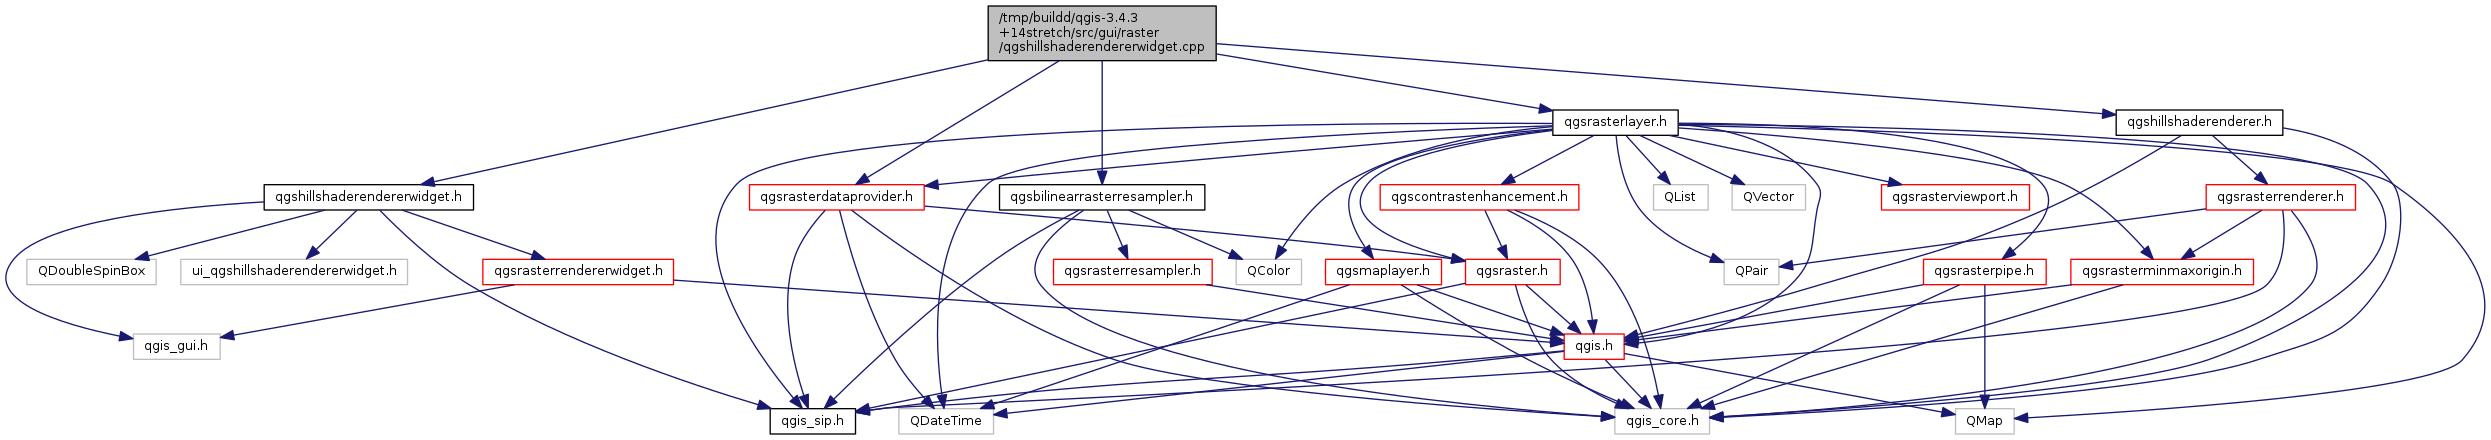 /tmp/buildd/qgis-3.4.3
+14stretch/src/gui/raster
/qgshillshaderendererwidget.cpp
qgsrasterlayer.h
qgshillshaderenderer.h
qgshillshaderendererwidget.h
qgsrasterdataprovider.h
qgsbilinearrasterresampler.h
qgscontrastenhancement.h
QList
QVector
qgsrasterviewport.h
qgsrasterrenderer.h
QDoubleSpinBox
ui_qgshillshaderendererwidget.h
qgsrasterrendererwidget.h
qgsrasterresampler.h
QColor
qgsmaplayer.h
qgsraster.h
QPair
qgsrasterpipe.h
qgsrasterminmaxorigin.h
qgis_gui.h
qgis.h
qgis_sip.h
QDateTime
qgis_core.h
QMap